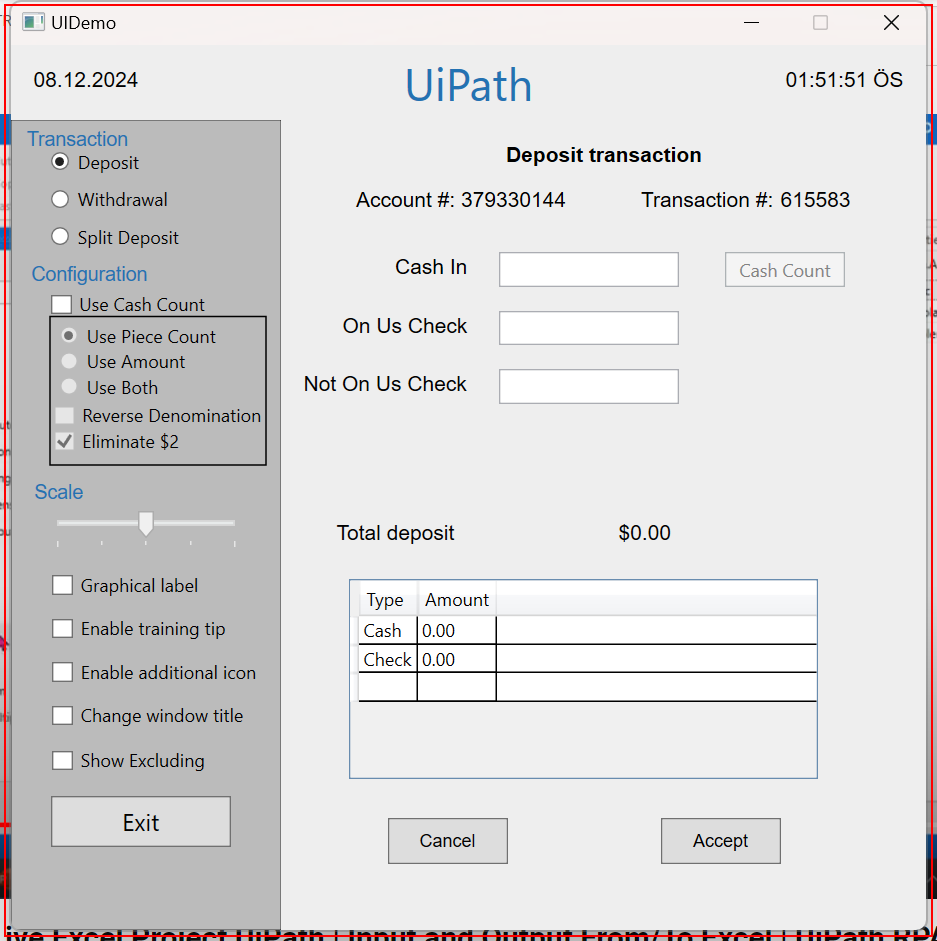 UIDemo
08.12.2024
UiPath
01:51:51 ÖS
Transaction
Deposit
Withdrawal
Split Deposit
Configuration
Use Cash Count
Use Piece Count
Use Amount
Use Both
Reverse Denomination
Eliminate $2
Scale
Graphical label
Enable training tip
Enable additional icon
Change window title
Show Excluding
Exit
Deposit transaction
Account #: 379330144 Transaction #: 615583
Cash In
Cash Count
On Us Check
Not On Us Check
Total deposit $0.00
Type Amount
Cash 0.00
Check 0.00
Cancel Accept
ive Excel Project UiPath | Input and Output From/To Excel | UiPath RPA